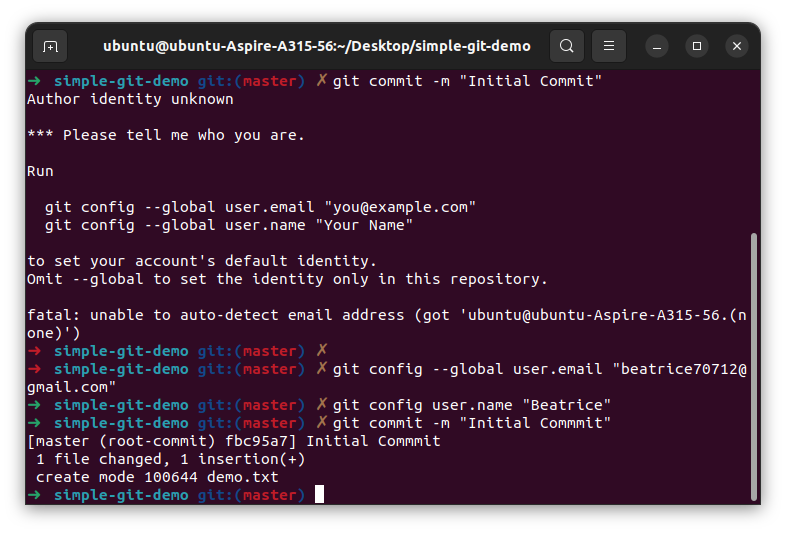 ubuntu@ubuntu-Aspire-A315-56:~/Desktop/simple-git-demo
➜ simple-git-demo git:(master) ✗ git commit -m "Initial Commit"
Author identity unknown
*** Please tell me who you are.
Run
git config --global user.email "you@example.com"
git config --global user.name "Your Name"
to set your account's default identity.
Omit --global to set the identity only in this repository.
fatal: unable to auto-detect email address (got 'ubuntu@ubuntu-Aspire-A315-56.(n
one)')
➜ simple-git-demo git:(master) ✗
➜ simple-git-demo git:(master) ✗ git config --global user.email "beatrice70712@
gmail.com"
➜ simple-git-demo git:(master) ✗ git config user.name "Beatrice"
➜ simple-git-demo git:(master) ✗ git commit -m "Initial Commmit"
[master (root-commit) fbc95a7] Initial Commmit
1 file changed, 1 insertion(+)
create mode 100644 demo.txt
➜ simple-git-demo git:(master)